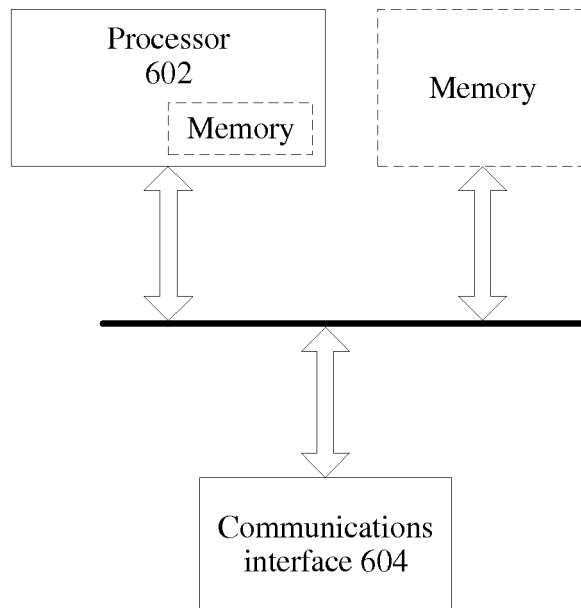 Processor
602
Memory
Memory
Communications
interface 604